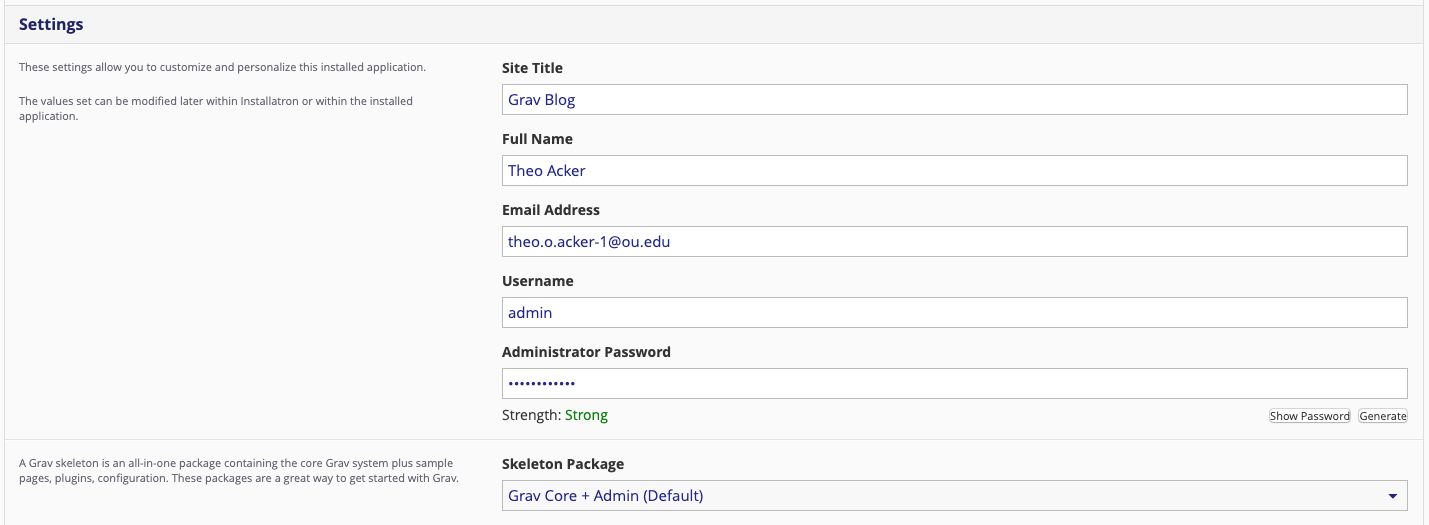 Settings
These settings allow you to customize and personalize this installed application.
The values set can be modified later within Installatron or within the installed
application.
Site Title
Grav Blog
Full Name
Theo Acker
Email Address
theo.o.acker-1@ou.edu
Username
admin
Administrator Password
••••••••••••
Strength: Strong
Show Password Generate
A Grav skeleton is an all-in-one package containing the core Grav system plus sample
pages, plugins, configuration. These packages are a great way to get started with Grav.
Skeleton Package
Grav Core + Admin (Default)